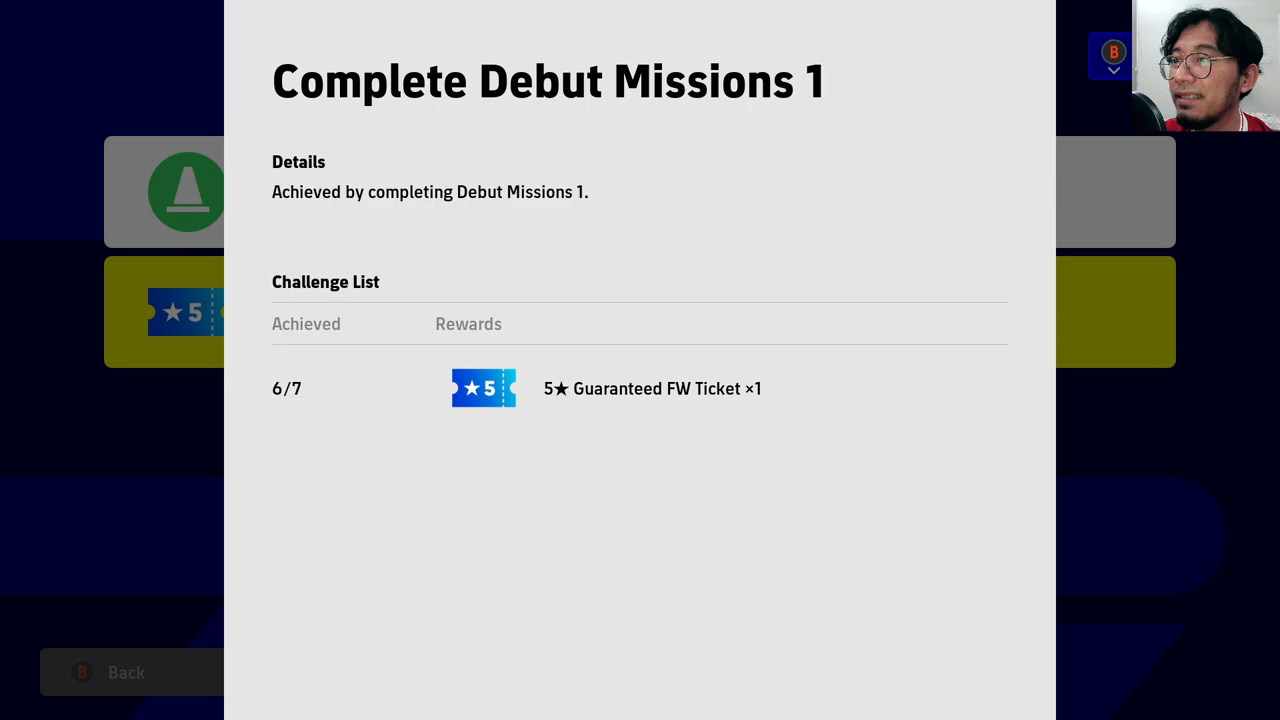 Complete Debut Missions 1
B
Details
Achieved by completing Debut Missions 1.
★ 5
Challenge List
Achieved Rewards
6/7 ★ 5 5★ Guaranteed FW Ticket ×1
B Back